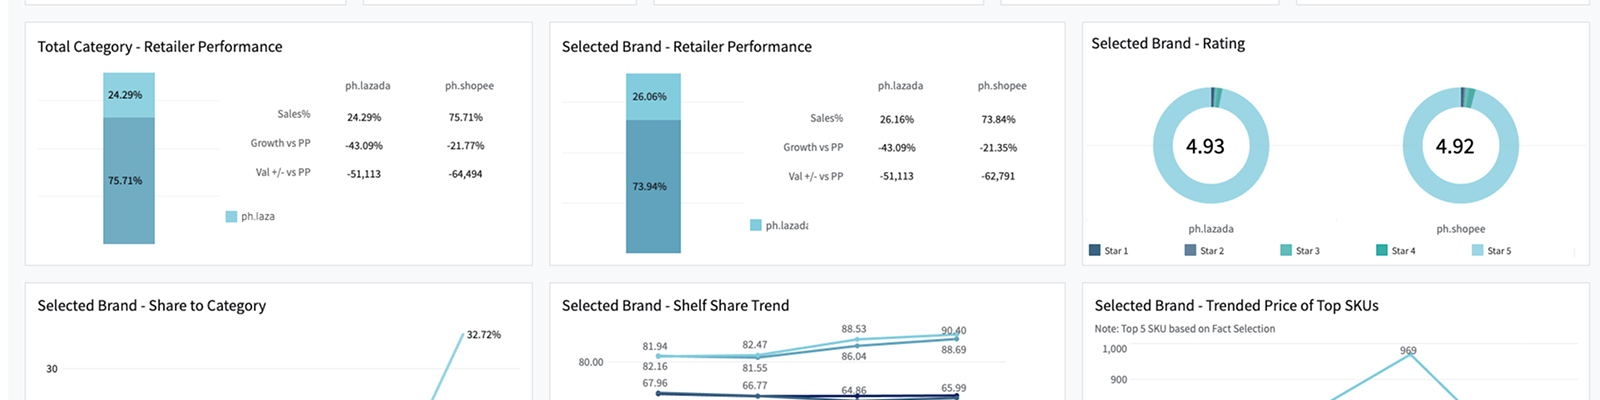 Total Category - Retailer Performance
24.29%
75.71%
ph.lazada ph.shopee
Sales% 24.29% 75.71%
Growth vs PP -43.09% -21.77%
Val +/- vs PP -51,113 -64,494
ph.laza
Selected Brand - Retailer Performance
26.06%
73.94%
ph.lazada ph.shopee
Sales% 26.16% 73.84%
Growth vs PP -43.09% -21.35%
Val +/- vs PP -51,113 -62,791
ph.lazada
Selected Brand - Rating
4.93 4.92
ph.lazada ph.shopee
Star 1 Star 2 Star 3 Star 4 Star 5
Selected Brand - Share to Category
32.72%
30
Selected Brand - Shelf Share Trend
88.53 90.40
81.94 82.47
80.00 86.04 88.69
82.16 81.55
67.96 66.77 64.86 65.99
Selected Brand - Trended Price of Top SKUs
Note: Top 5 SKU based on Fact Selection
1,000 969
900